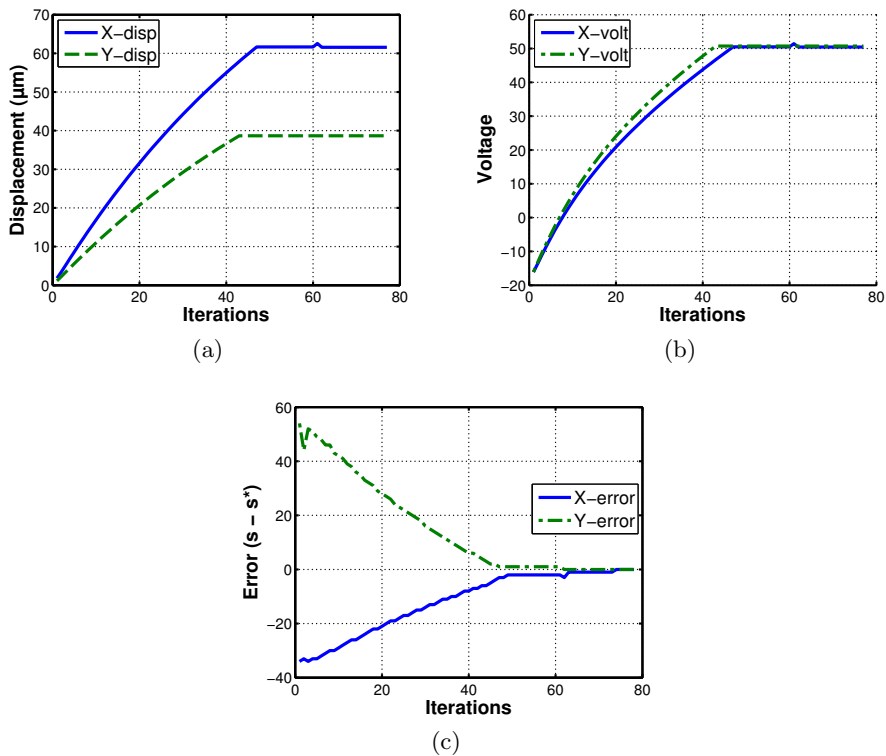 70
60
50
40
30
20
10
0
Displacement (µm)
X−disp
Y−disp
0 20 40 60 80
Iterations
(a)
60
50
40
30
20
10
0
−10
−20
Voltage
X−volt
Y−volt
0 20 40 60 80
Iterations
(b)
60
40
20
0
−20
−40
Error (s − s*)
X−error
Y−error
0 20 40 60 80
Iterations
(c)